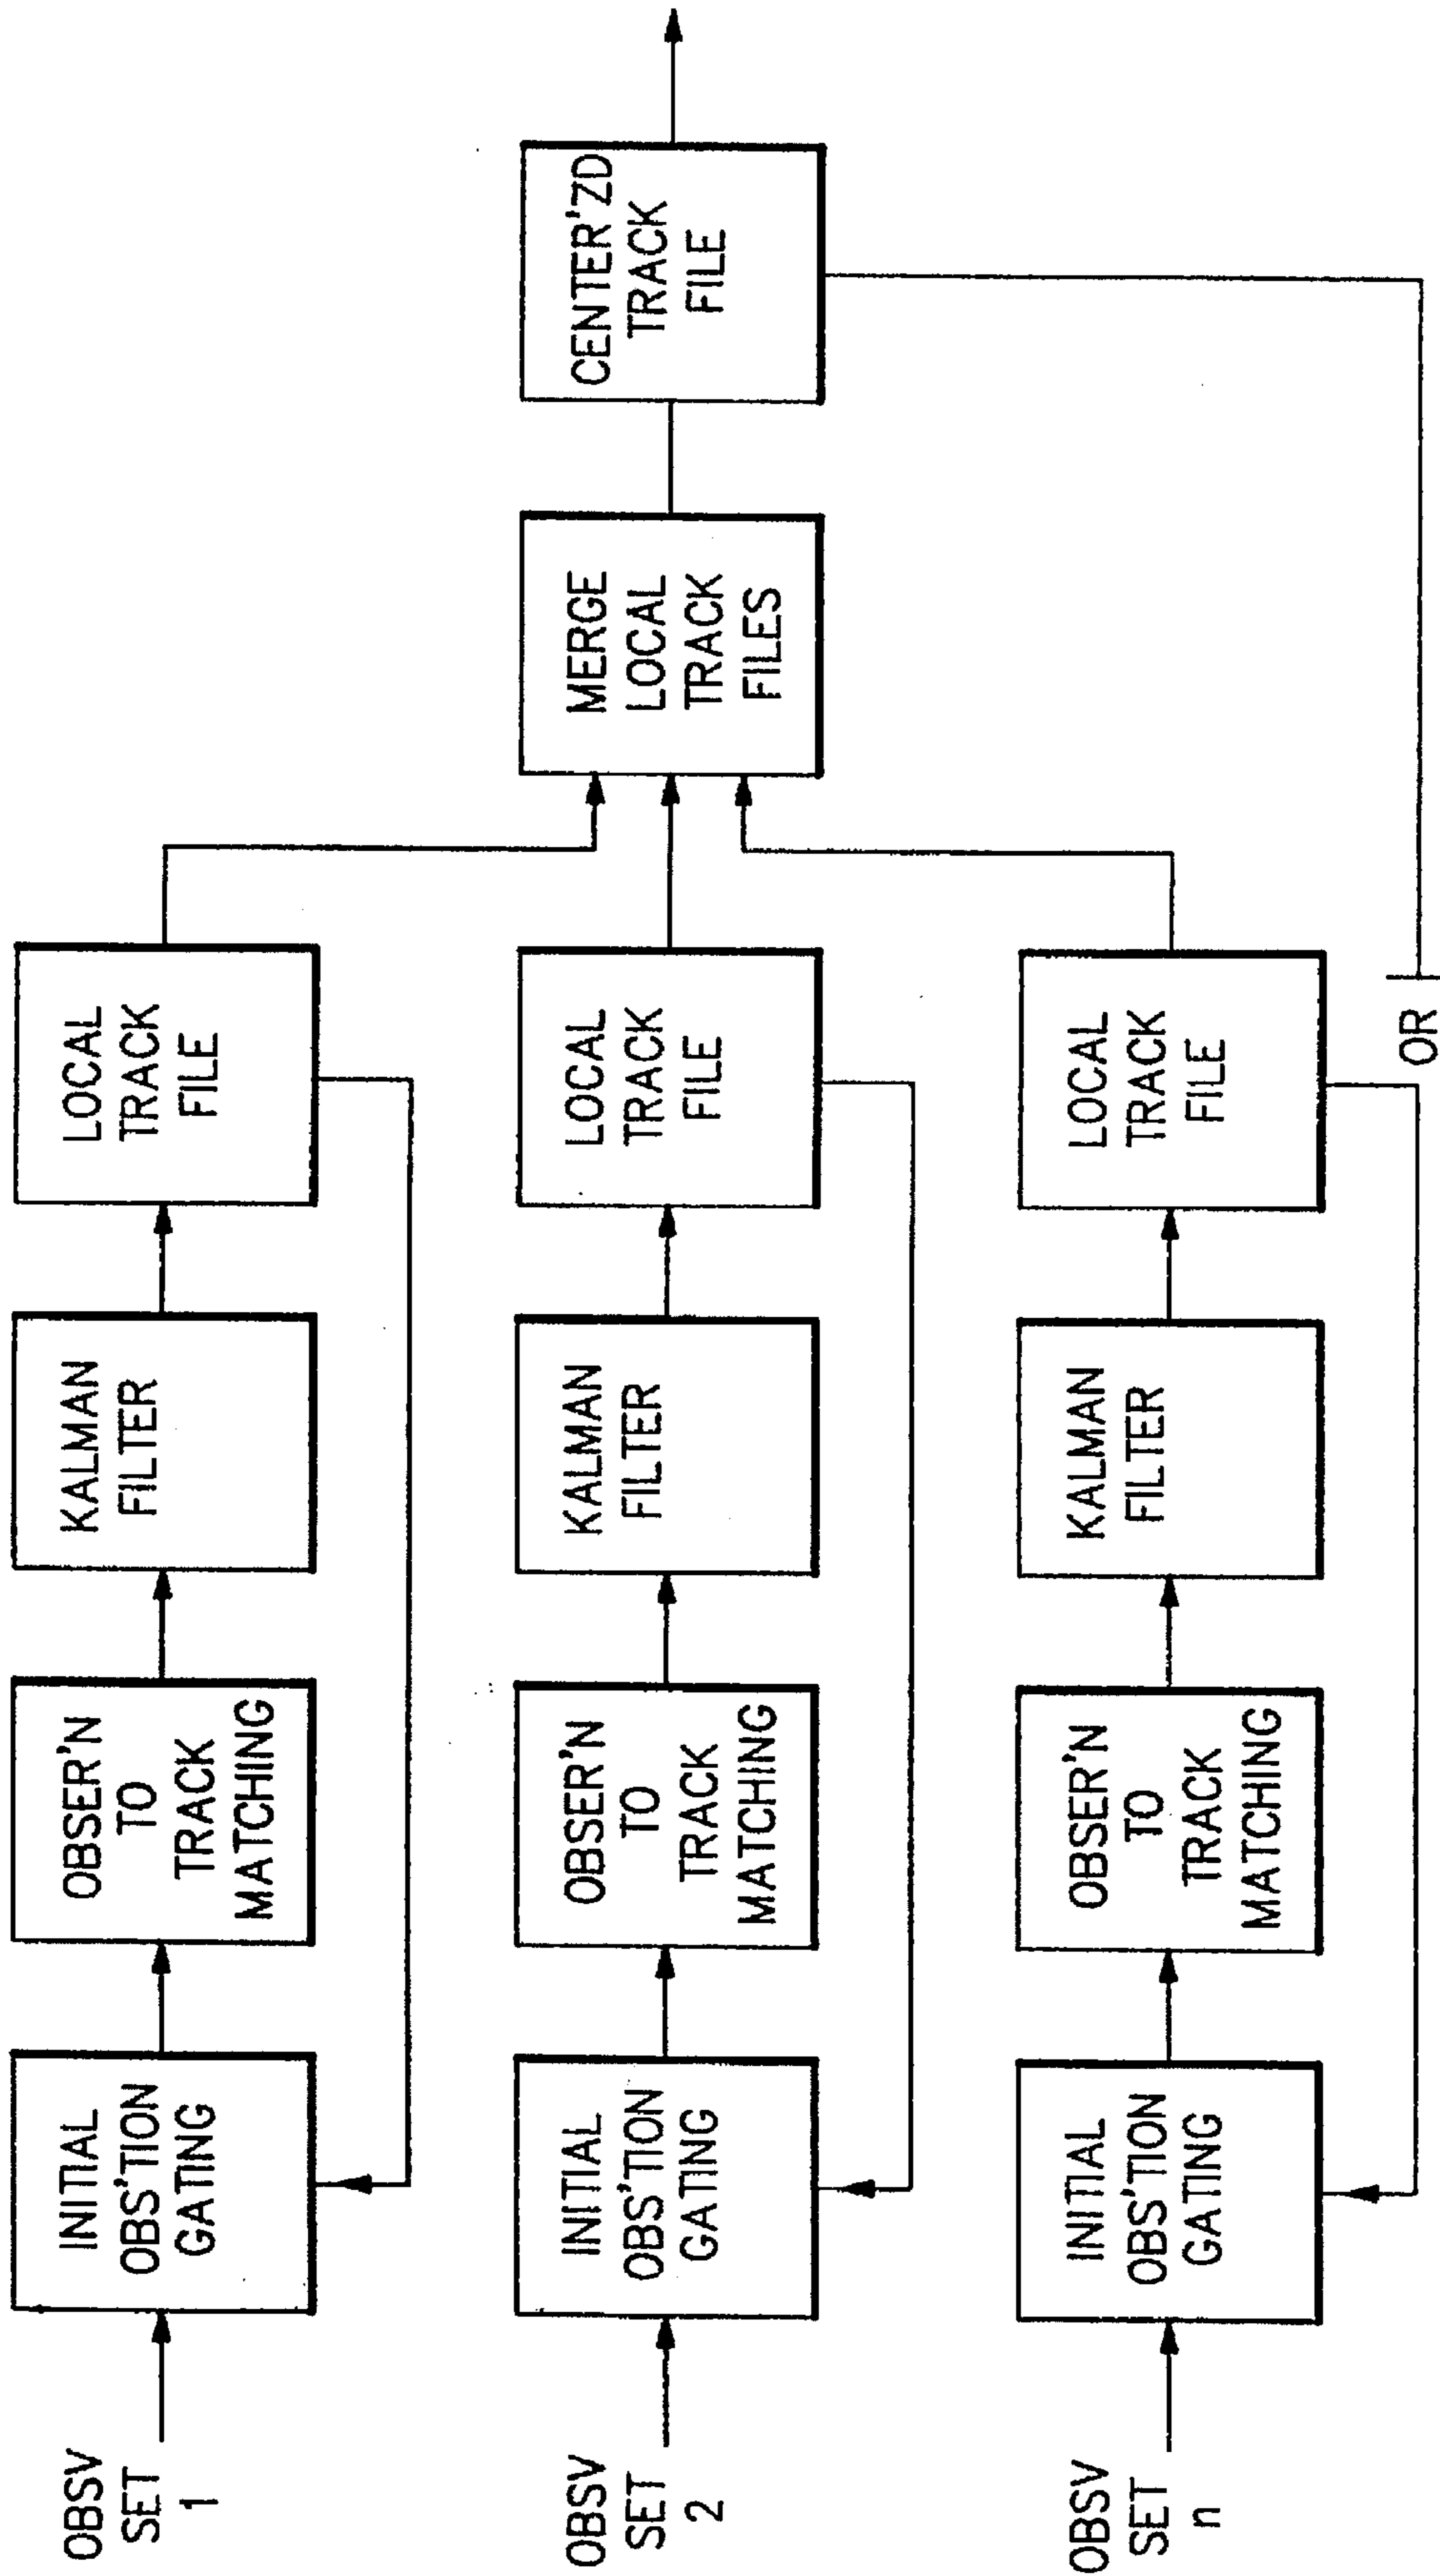 OBSV
SET
1
INITIAL
OBS'TION
GATING
OBSER'N
TO
TRACK
MATCHING
KALMAN
FILTER
LOCAL
TRACK
FILE
OBSV
SET
2
INITIAL
OBS'TION
GATING
OBSER'N
TO
TRACK
MATCHING
KALMAN
FILTER
LOCAL
TRACK
FILE
MERGE
LOCAL
TRACK
FILES
CENTER'ZD
TRACK
FILE
OBSV
SET
n
INITIAL
OBS'TION
GATING
OBSER'N
TO
TRACK
MATCHING
KALMAN
FILTER
LOCAL
TRACK
FILE
OR